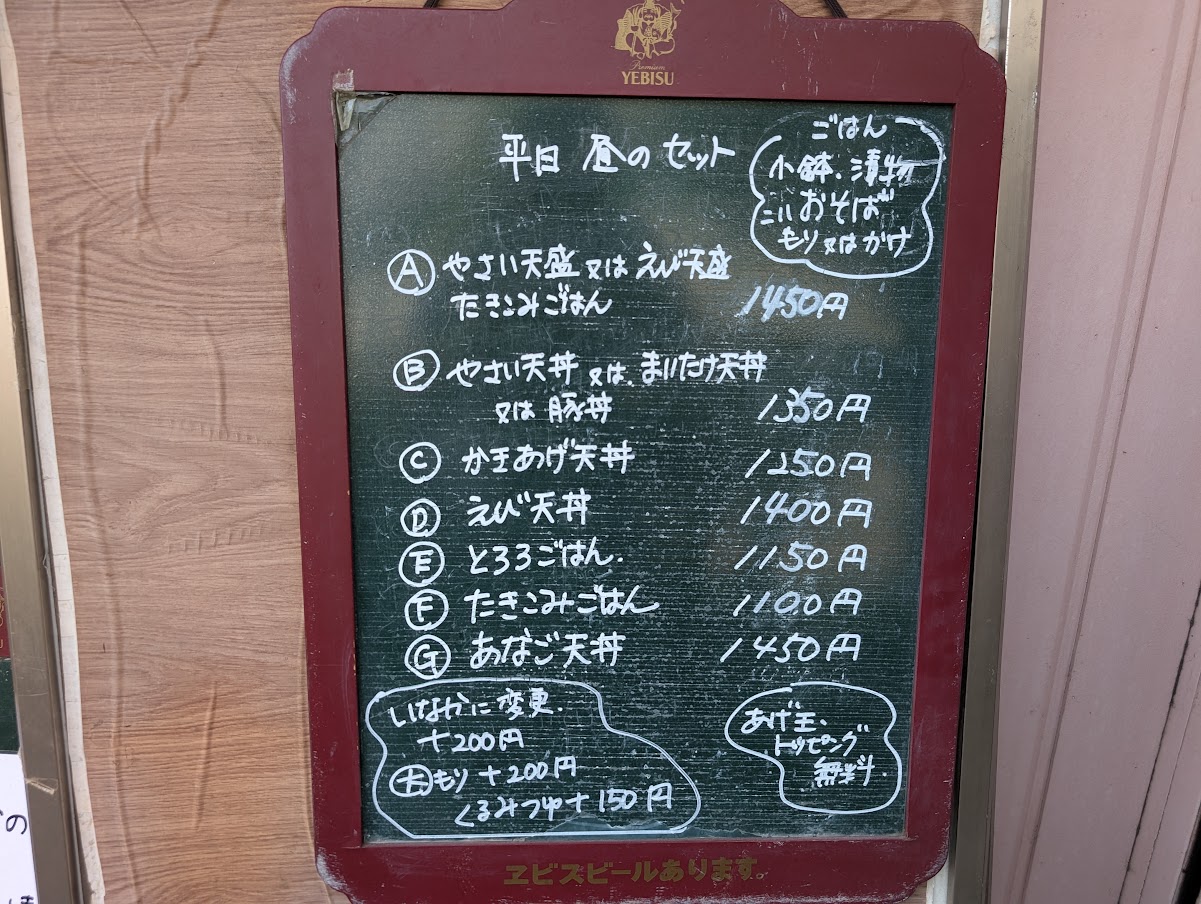 Premium
YEBISU
平日 昼の セット
ごはん
小鉢、漬物
おそば
もり又はかけ
Ⓐ やさい天盛 又は えび天盛
たきこみごはん 1450円
Ⓑ やさい天丼 又は、まいたけ天丼
又は 豚丼 1350円
Ⓒ かきあげ天丼 1250円
Ⓓ えび天丼 1400円
Ⓔ とろろごはん. 1150円
Ⓕ たきこみごはん 1100円
Ⓖ あなご天丼 1450円
いなかに変更.
+200円
大もり +200円
くるみつゆ+150円
あげ玉、
トッピング
無料.
ヱビスビールあります。
の